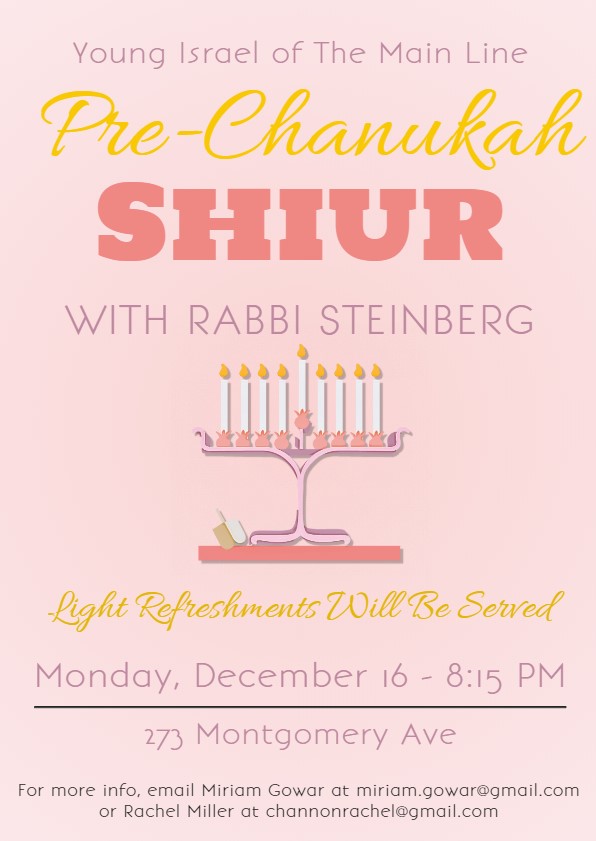 Young Israel of The Main Line
Pre-Chanukah
SHIUR
WITH RABBI STEINBERG
Light Refreshments Will Be Served
Monday, December 16 - 8:15 PM
273 Montgomery Ave
For more info, email Miriam Gowar at miriam.gowar@gmail.com
or Rachel Miller at channonrachel@gmail.com